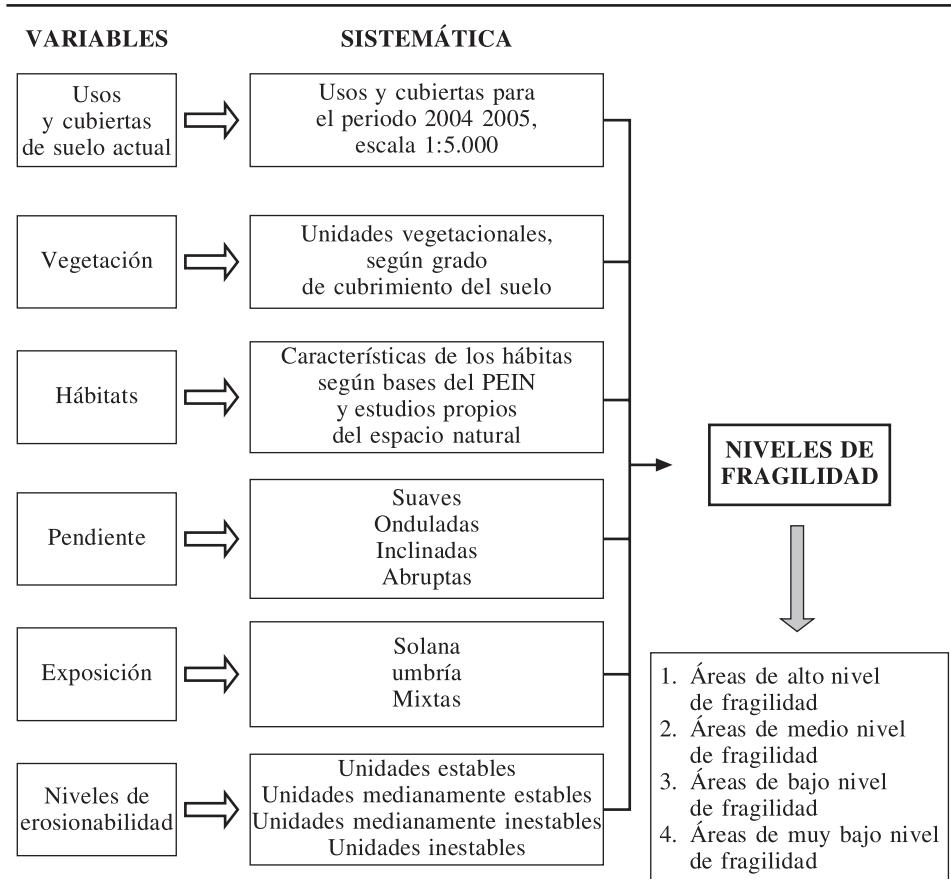 VARIABLES
SISTEMÁTICA
Usos
y cubiertas
de suelo actual
Usos y cubiertas para
el periodo 2004 2005,
escala 1:5.000
Vegetación
Unidades vegetacionales,
según grado
de cubrimiento del suelo
Hábitats
Características de los hábitas
según bases del PEIN
y estudios propios
del espacio natural
Pendiente
Suaves
Onduladas
Inclinadas
Abruptas
Exposición
Solana
umbría
Mixtas
Niveles de
erosionabilidad
Unidades estables
Unidades medianamente estables
Unidades medianamente inestables
Unidades inestables
NIVELES DE
FRAGILIDAD
1. Áreas de alto nivel
de fragilidad
2. Áreas de medio nivel
de fragilidad
3. Áreas de bajo nivel
de fragilidad
4. Áreas de muy bajo nivel
de fragilidad